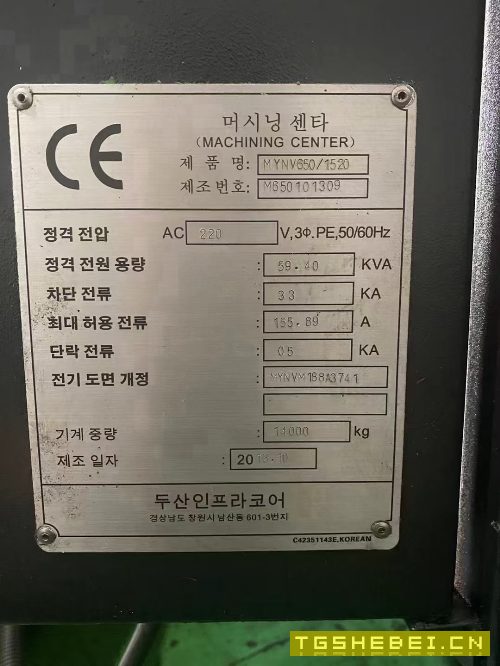 CE
머시닝 센타
(MACHINING CENTER)
제 품 명: MYNV650/1520
제조번호: M650101309
정격 전압 AC 220 V,3Φ.PE,50/60Hz
정격 전원 용량 : 59.40 KVA
차단 전류 : 33 KA
최대 허용 전류 : 155.89 A
단락 전류 : 05 KA
전기 도면 개정 : MYNVM188A3741
기계 중량 : 14000 kg
제조 일자 : 20
두산인프라코어
경상남도 창원시 남산동 601-3번지
C42351143E.KOREAN
TGSHEBEI.CN